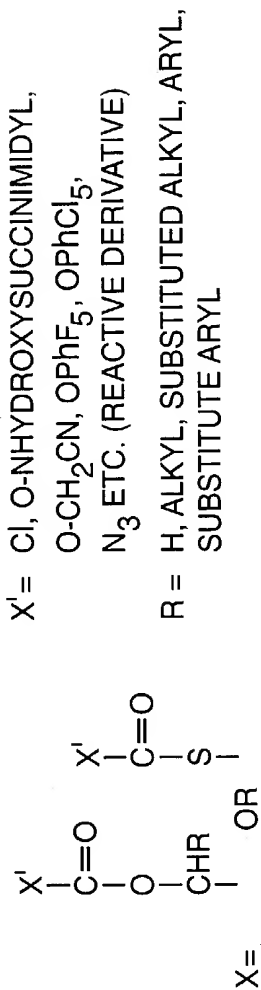 X' = Cl, O-NHYDROXYSUCCINIMIDYL,
O-CH2CN, OPhF5, OPhCl5,
N3 ETC. (REACTIVE DERIVATIVE)
R = H, ALKYL, SUBSTITUTED ALKYL, ARYL,
SUBSTITUTE ARYL
X'
C=O
O
CHR
X'
C=O
S
X= OR